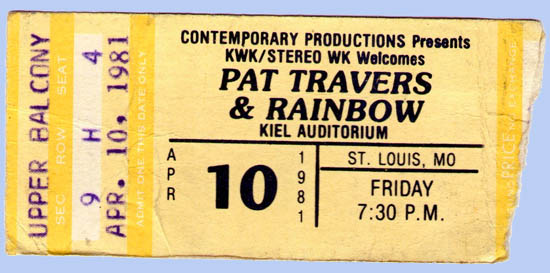 UPPER BALCONY
SEC ROW SEAT
9 H 4
APR. 10, 1981
ADMIT ONE THIS DATE ONLY
CONTEMPORARY PRODUCTIONS Presents
KWK/STEREO WK Welcomes
PAT TRAVERS
& RAINBOW
KIEL AUDITORIUM
APR 10 1981
ST. LOUIS, MO
FRIDAY
7:30 P.M.
PRICE